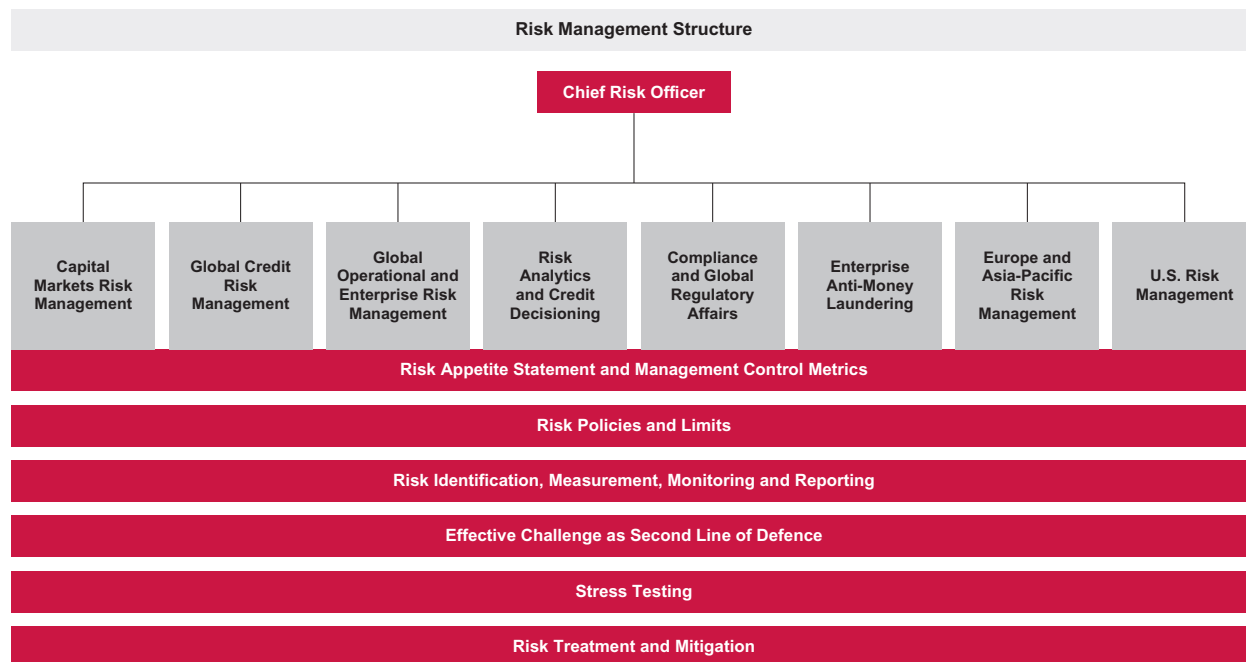 Risk Management Structure
Chief Risk Officer
Capital
Markets Risk
Management
Global Credit
Risk
Management
Global
Operational and
Enterprise Risk
Management
Risk
Analytics
and Credit
Decisioning
Compliance
and Global
Regulatory
Affairs
Enterprise
Anti-Money
Laundering
Europe and
Asia-Pacific
Risk
Management
U.S. Risk
Management
Risk Appetite Statement and Management Control Metrics
Risk Policies and Limits
Risk Identification, Measurement, Monitoring and Reporting
Effective Challenge as Second Line of Defence
Stress Testing
Risk Treatment and Mitigation